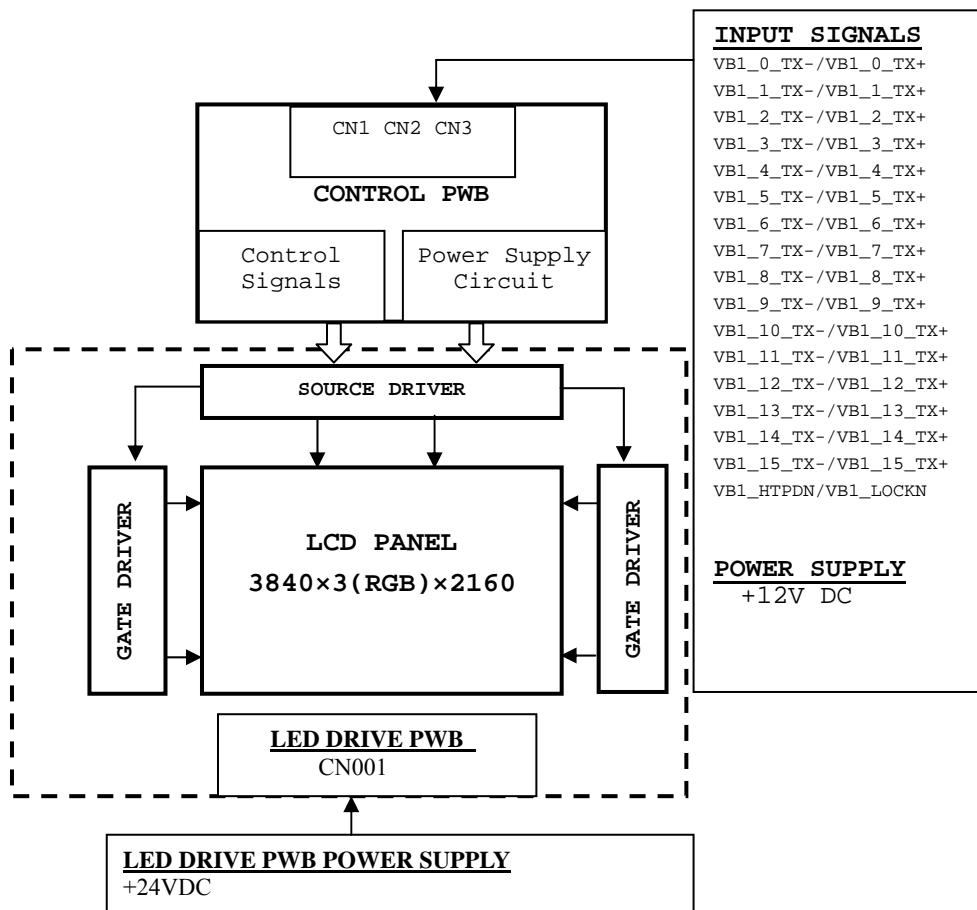 INPUT SIGNALS
VB1_0_TX-/VB1_0_TX+
VB1_1_TX-/VB1_1_TX+
VB1_2_TX-/VB1_2_TX+
VB1_3_TX-/VB1_3_TX+
VB1_4_TX-/VB1_4_TX+
VB1_5_TX-/VB1_5_TX+
VB1_6_TX-/VB1_6_TX+
VB1_7_TX-/VB1_7_TX+
VB1_8_TX-/VB1_8_TX+
VB1_9_TX-/VB1_9_TX+
VB1_10_TX-/VB1_10_TX+
VB1_11_TX-/VB1_11_TX+
VB1_12_TX-/VB1_12_TX+
VB1_13_TX-/VB1_13_TX+
VB1_14_TX-/VB1_14_TX+
VB1_15_TX-/VB1_15_TX+
VB1_HTPDN/VB1_LOCKN
POWER SUPPLY
+12V DC
CN1 CN2 CN3
CONTROL PWB
Control
Signals
Power Supply
Circuit
SOURCE DRIVER
GATE DRIVER
LCD PANEL
3840×3(RGB)×2160
GATE DRIVER
LED DRIVE PWB
CN001
LED DRIVE PWB POWER SUPPLY
+24VDC